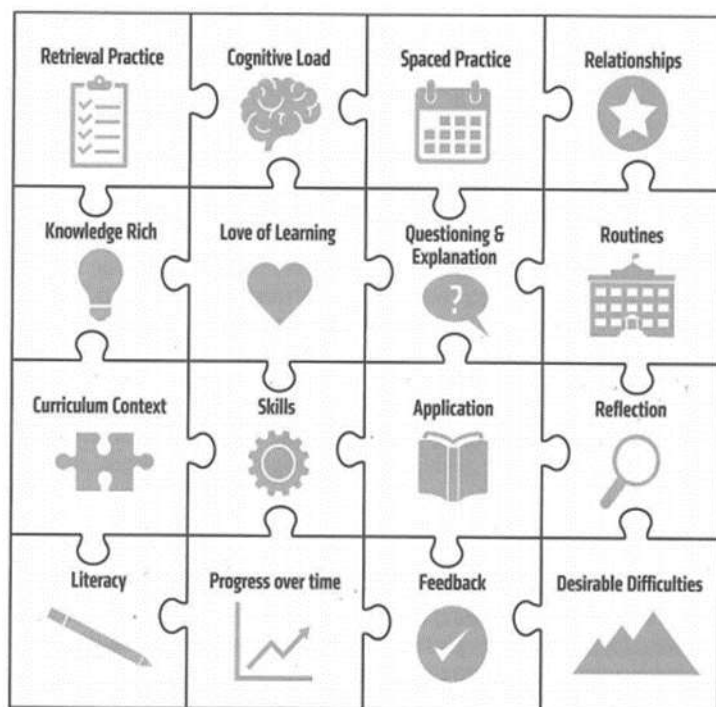 Retrieval Practice
Cognitive Load
Spaced Practice
Relationships
Knowledge Rich
Love of Learning
Questioning &
Explanation
?
Routines
Curriculum Context
Skills
Application
Reflection
Literacy
Progress over time
Feedback
Desirable Difficulties